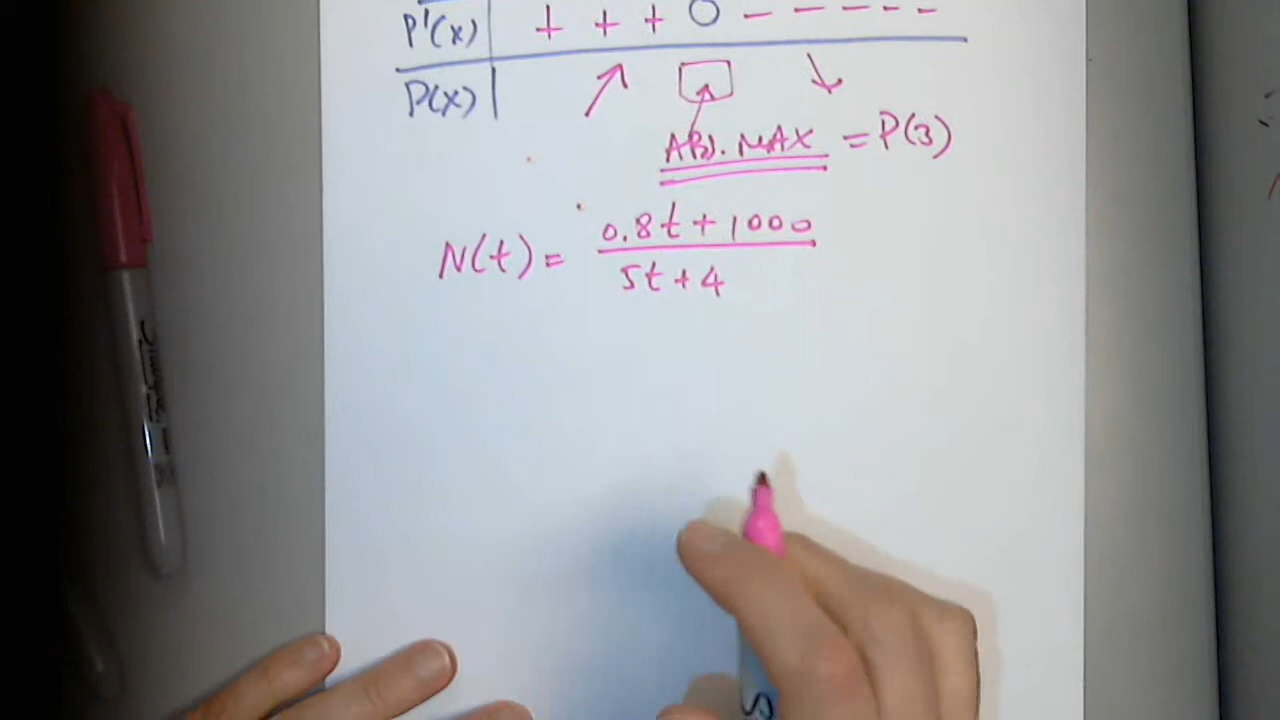 P'(x) + + + 0 - - - - -
P(x) ↗ ↘
ABS. MAX = P(3)
N(t) = 0.8t + 1000
5t + 4
S